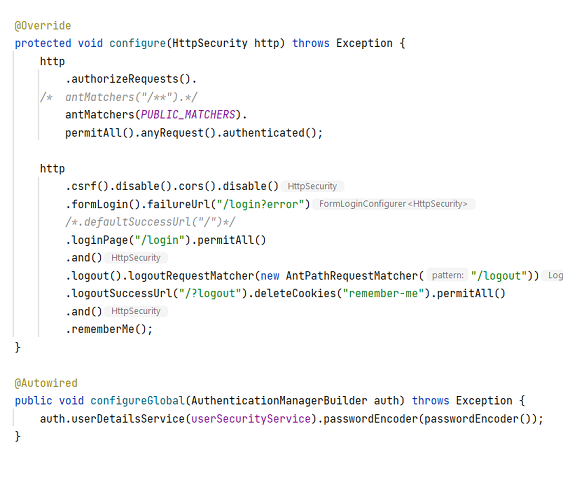 @Override
protected void configure(HttpSecurity http) throws Exception {
http
.authorizeRequests().
/* antMatchers("/**").*/
antMatchers(PUBLIC_MATCHERS).
permitAll().anyRequest().authenticated();
http
.csrf().disable().cors().disable() HttpSecurity
.formLogin().failureUrl("/login?error") FormLoginConfigurer<HttpSecurity>
/*.defaultSuccessUrl("/")*/
.loginPage("/login").permitAll()
.and() HttpSecurity
.logout().logoutRequestMatcher(new AntPathRequestMatcher( pattern: "/logout")) Log
.logoutSuccessUrl("/?logout").deleteCookies("remember-me").permitAll()
.and() HttpSecurity
.rememberMe();
}
@Autowired
public void configureGlobal(AuthenticationManagerBuilder auth) throws Exception {
auth.userDetailsService(userSecurityService).passwordEncoder(passwordEncoder());
}